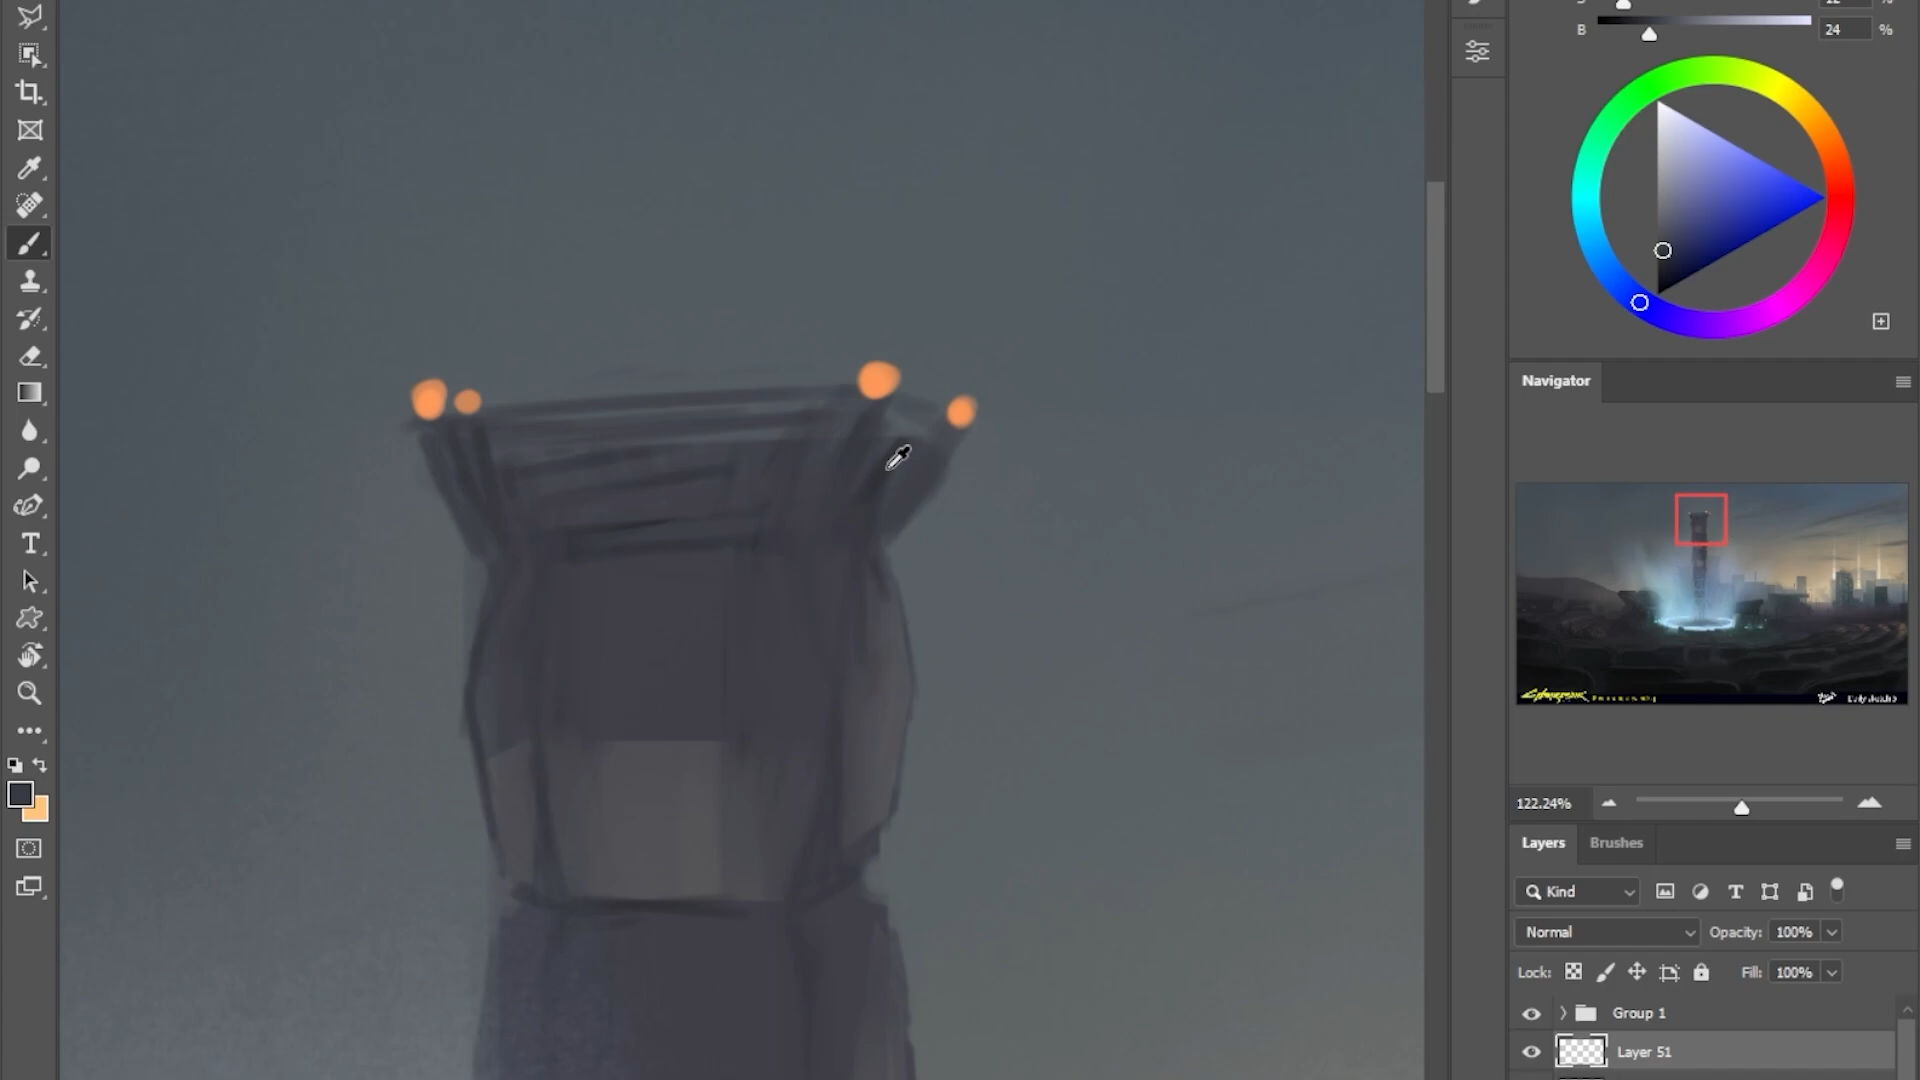 %
B 24 %
Navigator
122.24%
Layers Brushes
Kind
Normal Opacity: 100%
Lock: Fill: 100%
Group 1
Layer 51